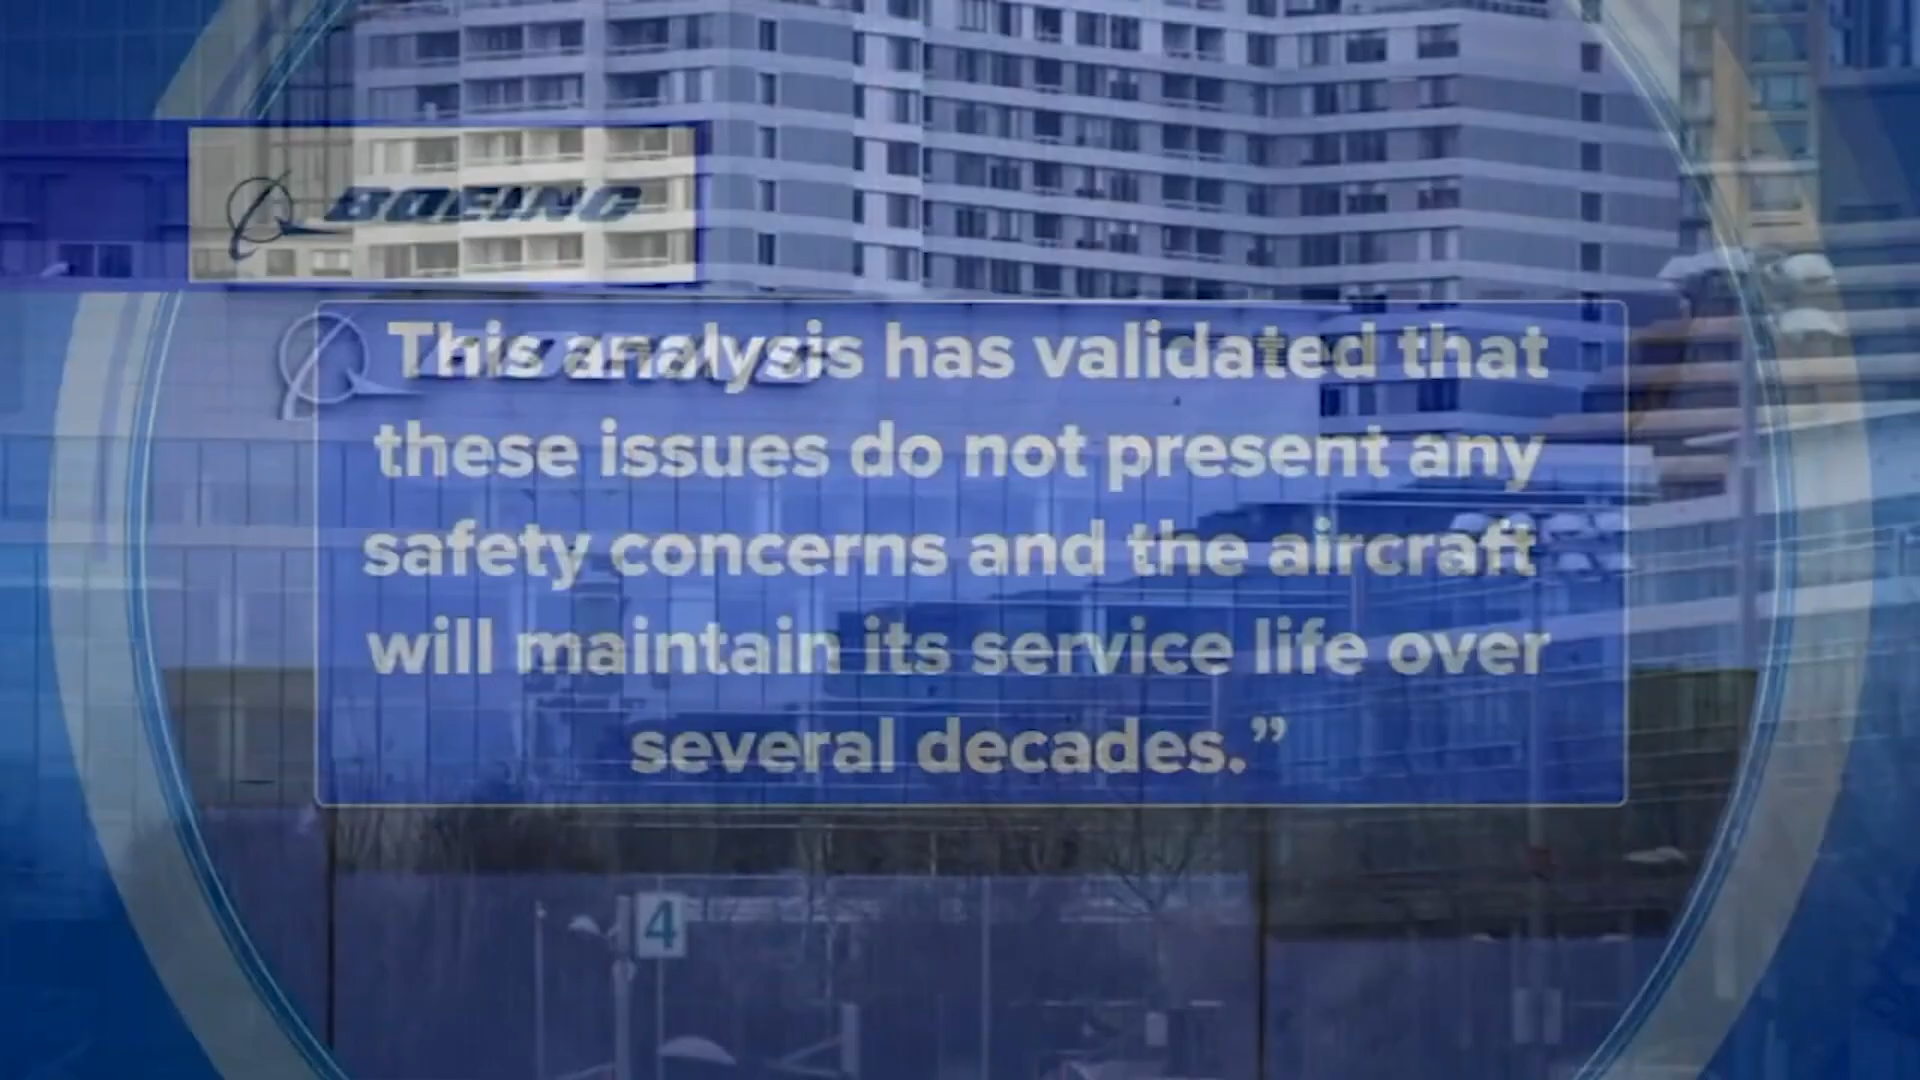 BOEING
This analysis has validated that
BOEING
these issues do not present any
safety concerns and the aircraft
will maintain its service life over
several decades.”
4